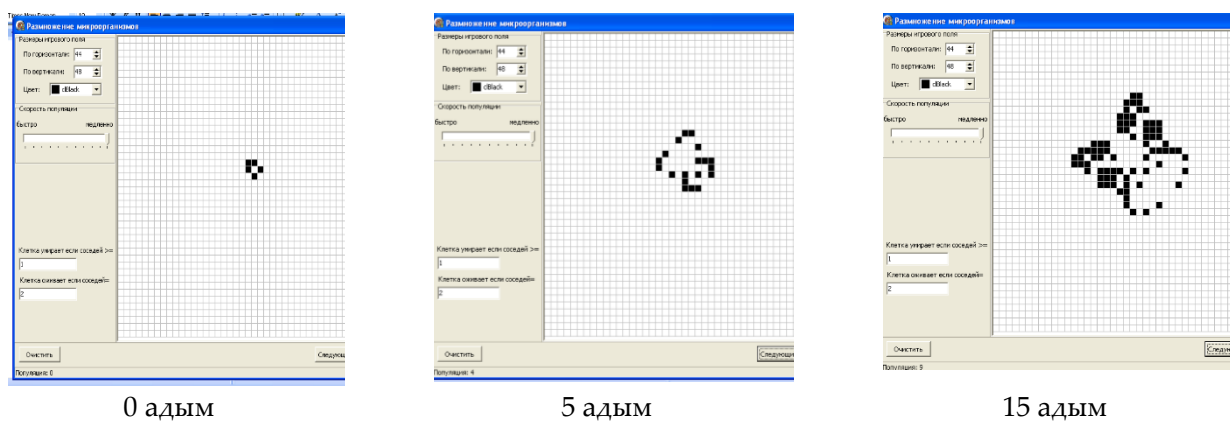 Размножение микроорганизмов
Размеры игрового поля
По горизонтали: 44
По вертикали: 48
Цвет: clBlack
Скорость популяции
быстро медленно
Клетка умирает если соседей >=
1
Клетка оживает если соседей=
2
Очистить Следующ
Популяция: 0
0 адым
Размножение микроорганизмов
Размеры игрового поля
По горизонтали: 44
По вертикали: 48
Цвет: clBlack
Скорость популяции
быстро медленно
Клетка умирает если соседей >=
1
Клетка оживает если соседей=
2
Очистить Следующи
Популяция: 4
5 адым
Размножение микроорганизмов
Размеры игрового поля
По горизонтали: 44
По вертикали: 48
Цвет: clBlack
Скорость популяции
быстро медленно
Клетка умирает если соседей >=
1
Клетка оживает если соседей=
2
Очистить Следую
Популяция: 9
15 адым